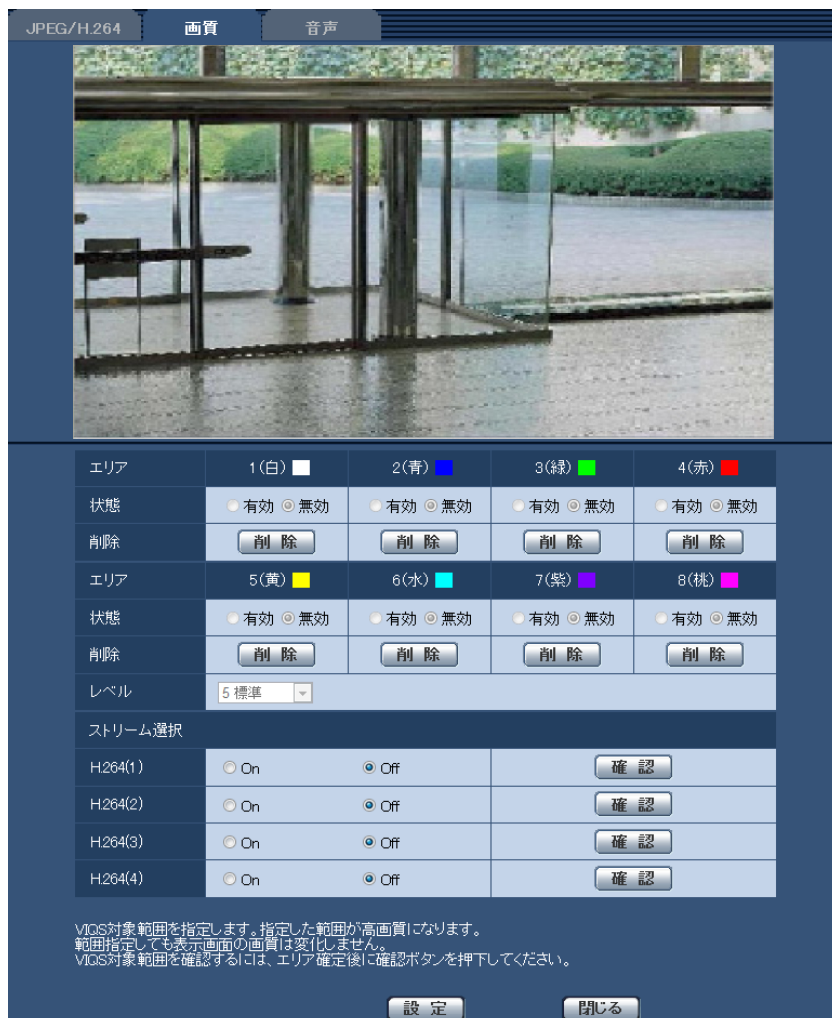 JPEG/H.264 画質 音声
エリア 1(白) 2(青) 3(緑) 4(赤)
状態 有効 無効 有効 無効 有効 無効 有効 無効
削除 削除 削除 削除 削除
エリア 5(黄) 6(水) 7(紫) 8(桃)
状態 有効 無効 有効 無効 有効 無効 有効 無効
削除 削除 削除 削除 削除
レベル 5 標準
ストリーム選択
H.264(1) On Off 確認
H.264(2) On Off 確認
H.264(3) On Off 確認
H.264(4) On Off 確認
VIQS対象範囲を指定します。指定した範囲が高画質になります。
範囲指定しても表示画面の画質は変化しません。
VIQS対象範囲を確認するには、エリア確定後に確認ボタンを押下してください。
設定 閉じる